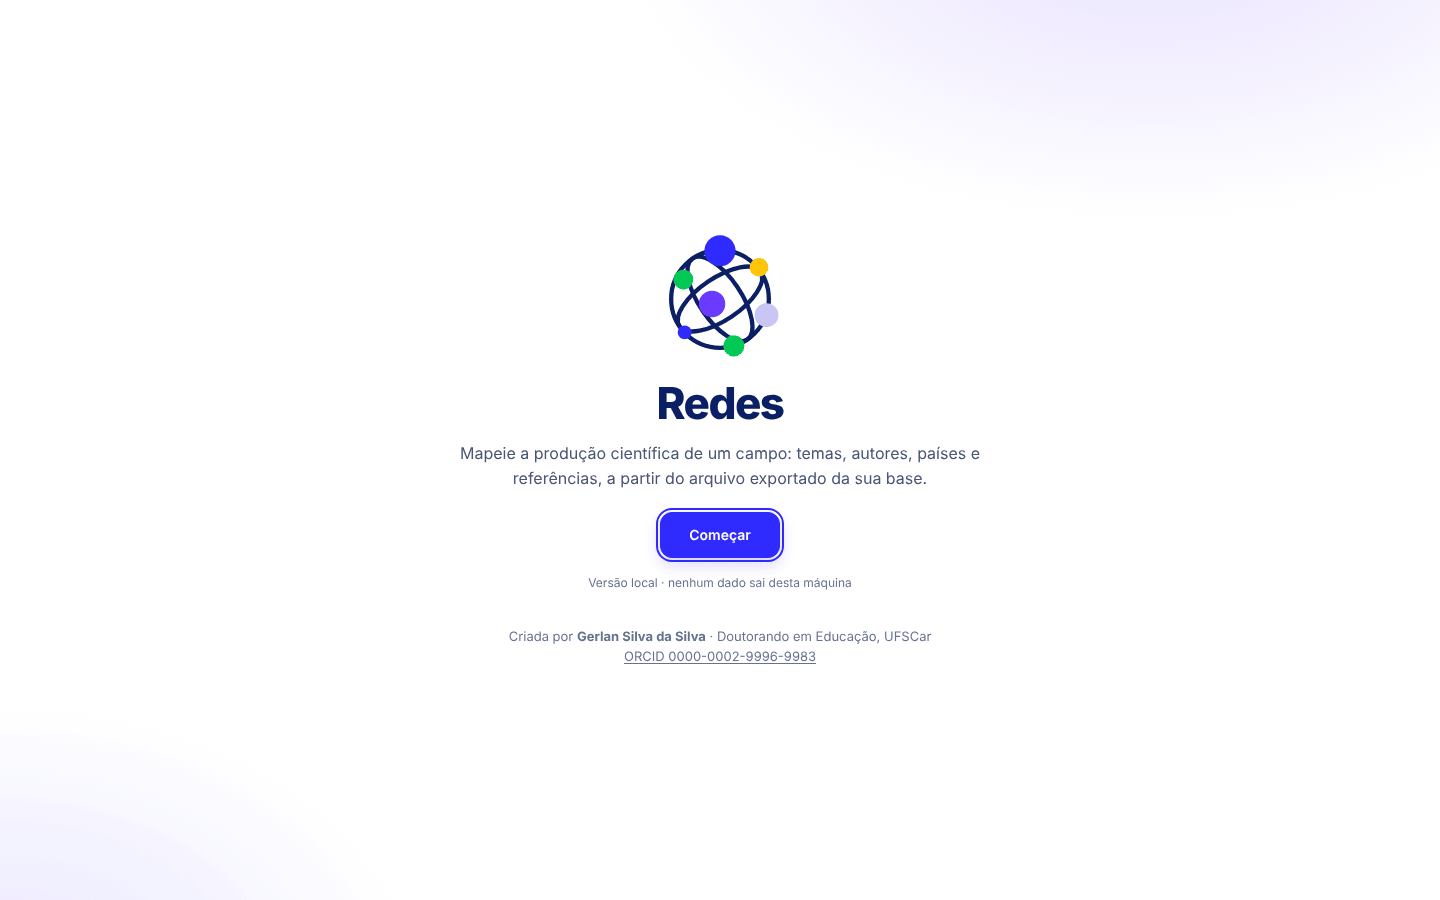 Redes
Mapeie a produção científica de um campo: temas, autores, países e
referências, a partir do arquivo exportado da sua base.
Começar
Versão local · nenhum dado sai desta máquina
Criada por Gerlan Silva da Silva · Doutorando em Educação, UFSCar
ORCID 0000-0002-9996-9983